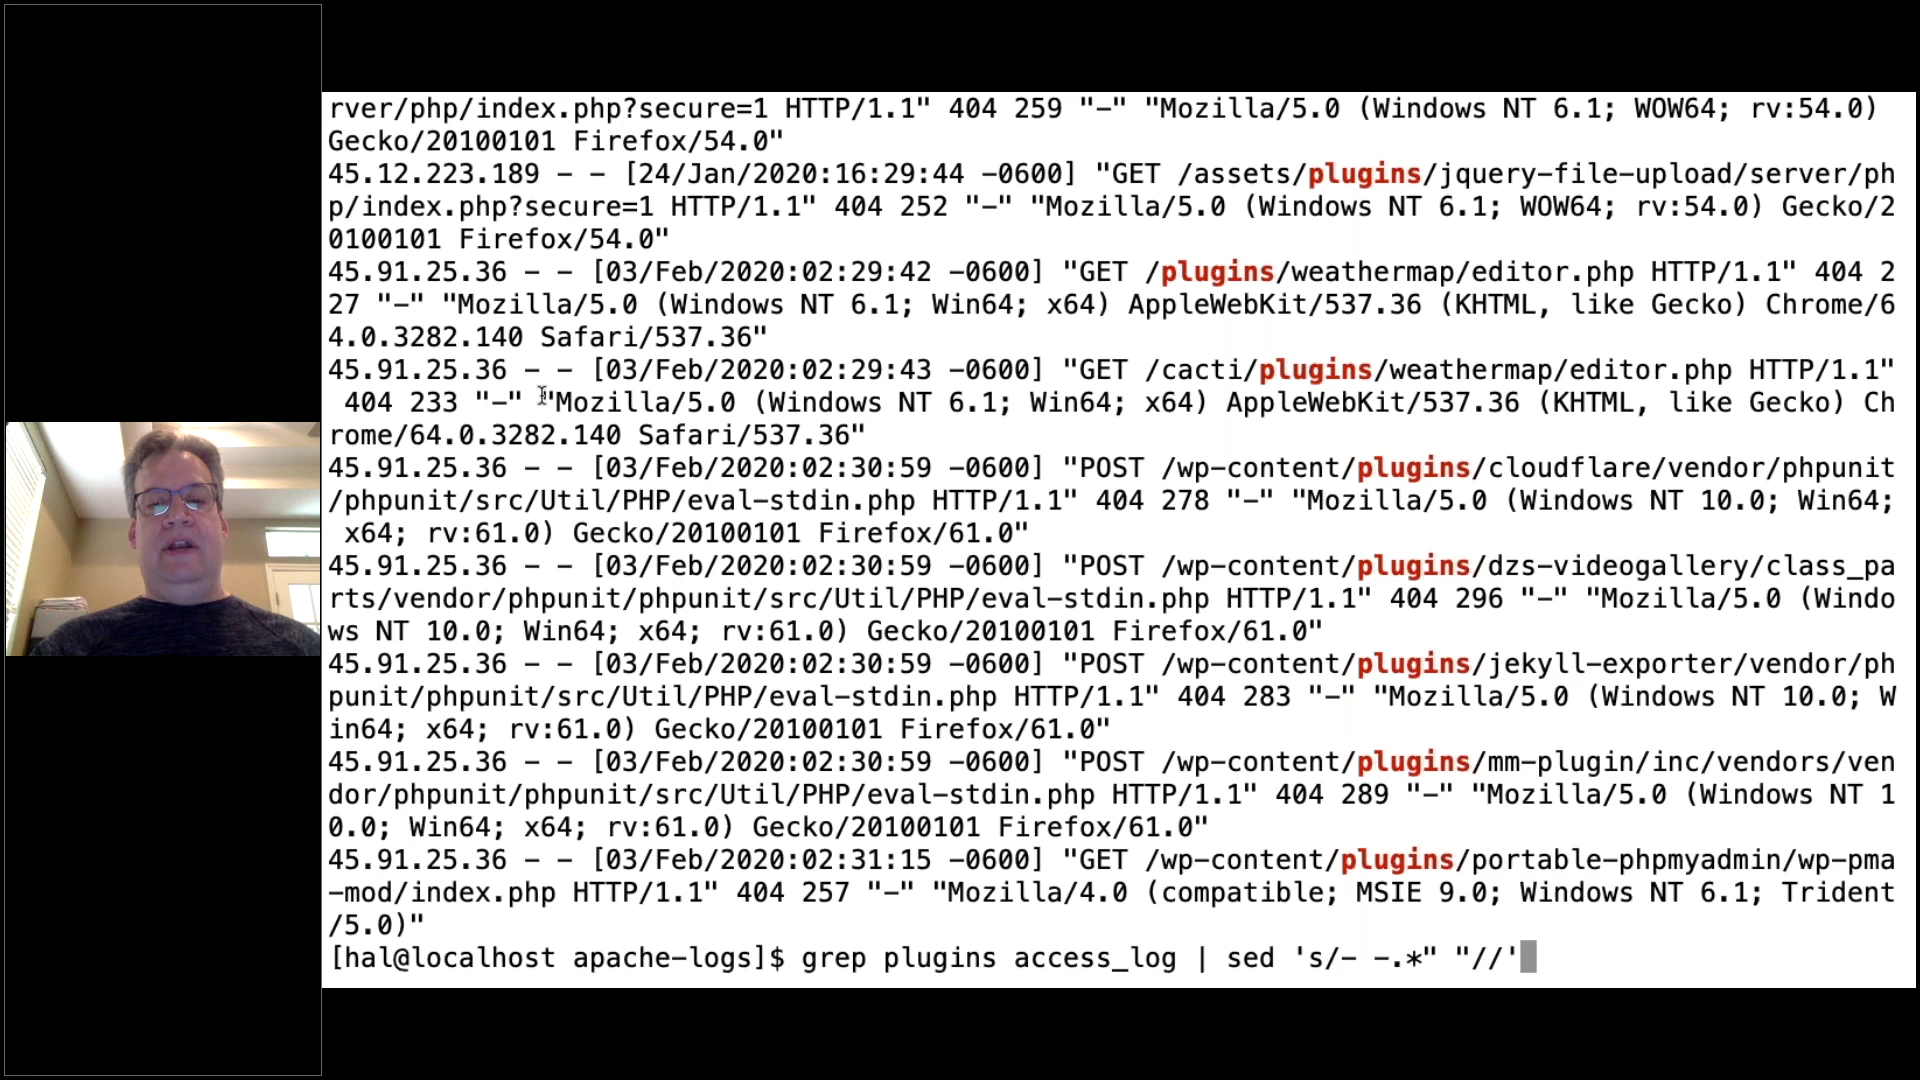 rver/php/index.php?secure=1 HTTP/1.1" 404 259 "-" "Mozilla/5.0 (Windows NT 6.1; WOW64; rv:54.0)
Gecko/20100101 Firefox/54.0"
45.12.223.189 - - [24/Jan/2020:16:29:44 -0600] "GET /assets/plugins/jquery-file-upload/server/ph
p/index.php?secure=1 HTTP/1.1" 404 252 "-" "Mozilla/5.0 (Windows NT 6.1; WOW64; rv:54.0) Gecko/2
0100101 Firefox/54.0"
45.91.25.36 - - [03/Feb/2020:02:29:42 -0600] "GET /plugins/weathermap/editor.php HTTP/1.1" 404 2
27 "-" "Mozilla/5.0 (Windows NT 6.1; Win64; x64) AppleWebKit/537.36 (KHTML, like Gecko) Chrome/6
4.0.3282.140 Safari/537.36"
45.91.25.36 - - [03/Feb/2020:02:29:43 -0600] "GET /cacti/plugins/weathermap/editor.php HTTP/1.1"
404 233 "-" "Mozilla/5.0 (Windows NT 6.1; Win64; x64) AppleWebKit/537.36 (KHTML, like Gecko) Ch
rome/64.0.3282.140 Safari/537.36"
45.91.25.36 - - [03/Feb/2020:02:30:59 -0600] "POST /wp-content/plugins/cloudflare/vendor/phpunit
/phpunit/src/Util/PHP/eval-stdin.php HTTP/1.1" 404 278 "-" "Mozilla/5.0 (Windows NT 10.0; Win64;
x64; rv:61.0) Gecko/20100101 Firefox/61.0"
45.91.25.36 - - [03/Feb/2020:02:30:59 -0600] "POST /wp-content/plugins/dzs-videogallery/class_pa
rts/vendor/phpunit/phpunit/src/Util/PHP/eval-stdin.php HTTP/1.1" 404 296 "-" "Mozilla/5.0 (Windo
ws NT 10.0; Win64; x64; rv:61.0) Gecko/20100101 Firefox/61.0"
45.91.25.36 - - [03/Feb/2020:02:30:59 -0600] "POST /wp-content/plugins/jekyll-exporter/vendor/ph
punit/phpunit/src/Util/PHP/eval-stdin.php HTTP/1.1" 404 283 "-" "Mozilla/5.0 (Windows NT 10.0; W
in64; x64; rv:61.0) Gecko/20100101 Firefox/61.0"
45.91.25.36 - - [03/Feb/2020:02:30:59 -0600] "POST /wp-content/plugins/mm-plugin/inc/vendors/ven
dor/phpunit/phpunit/src/Util/PHP/eval-stdin.php HTTP/1.1" 404 289 "-" "Mozilla/5.0 (Windows NT 1
0.0; Win64; x64; rv:61.0) Gecko/20100101 Firefox/61.0"
45.91.25.36 - - [03/Feb/2020:02:31:15 -0600] "GET /wp-content/plugins/portable-phpmyadmin/wp-pma
-mod/index.php HTTP/1.1" 404 257 "-" "Mozilla/4.0 (compatible; MSIE 9.0; Windows NT 6.1; Trident
/5.0)"
[hal@localhost apache-logs]$ grep plugins access_log | sed 's/- -.*" "//'